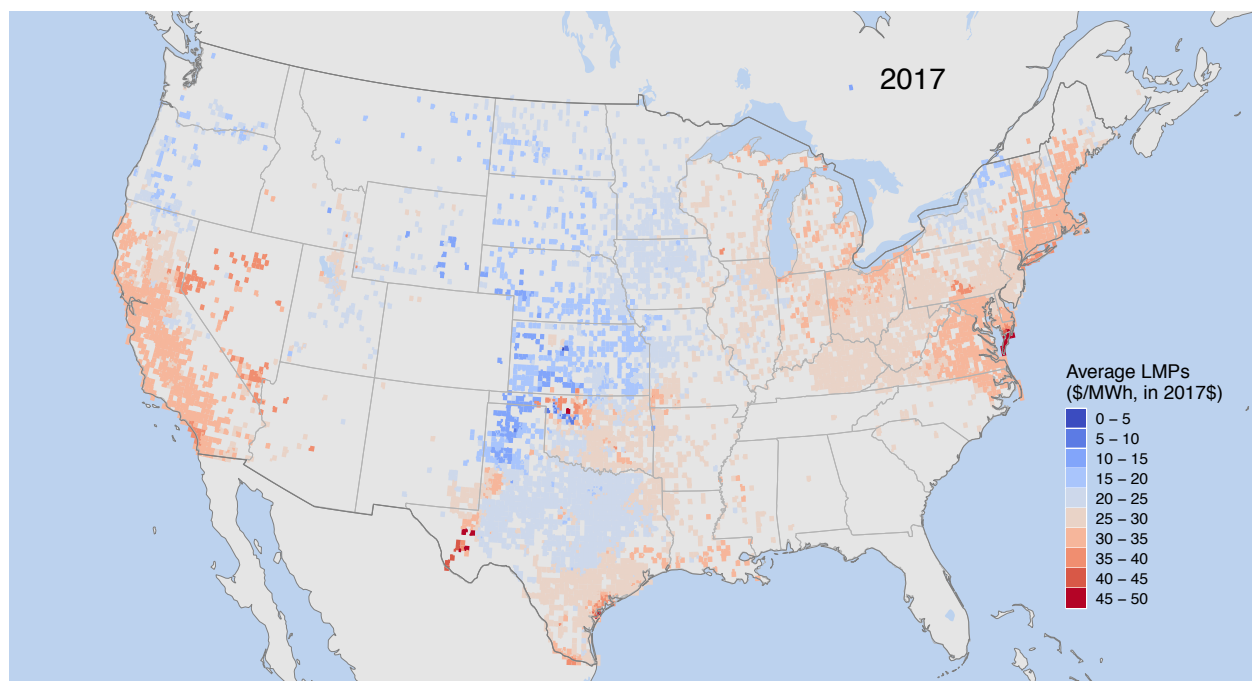 2017
Average LMPs
($/MWh, in 2017$)
0 – 5
5 – 10
10 – 15
15 – 20
20 – 25
25 – 30
30 – 35
35 – 40
40 – 45
45 – 50